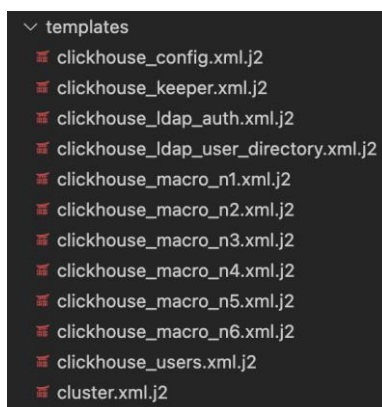 templates
clickhouse_config.xml.j2
clickhouse_keeper.xml.j2
clickhouse_ldap_auth.xml.j2
clickhouse_ldap_user_directory.xml.j2
clickhouse_macro_n1.xml.j2
clickhouse_macro_n2.xml.j2
clickhouse_macro_n3.xml.j2
clickhouse_macro_n4.xml.j2
clickhouse_macro_n5.xml.j2
clickhouse_macro_n6.xml.j2
clickhouse_users.xml.j2
cluster.xml.j2